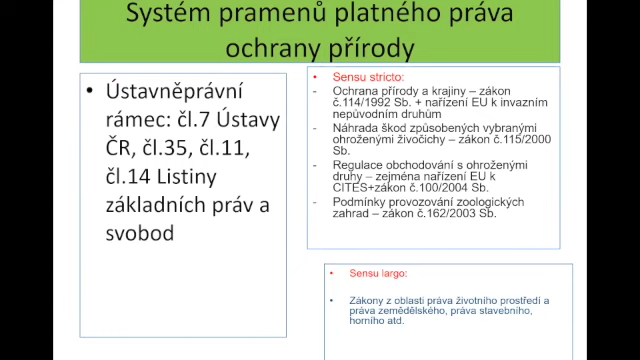 Systém pramenů platného práva
ochrany přírody
• Ústavněprávní
rámec: čl.7 Ústavy
ČR, čl.35, čl.11,
čl.14 Listiny
základních práv a
svobod
• Sensu stricto:
- Ochrana přírody a krajiny – zákon
č.114/1992 Sb. + nařízení EU k invazním
nepůvodním druhům
- Náhrada škod způsobených vybranými
ohroženými živočichy – zákon č.115/2000
Sb.
- Regulace obchodování s ohroženými
druhy – zejména nařízení EU k
CITES+zákon č.100/2004 Sb.
- Podmínky provozování zoologických
zahrad – zákon č.162/2003 Sb.
• Sensu largo:
• Zákony z oblasti práva životního prostředí a
práva zemědělského, práva stavebního,
horního atd.